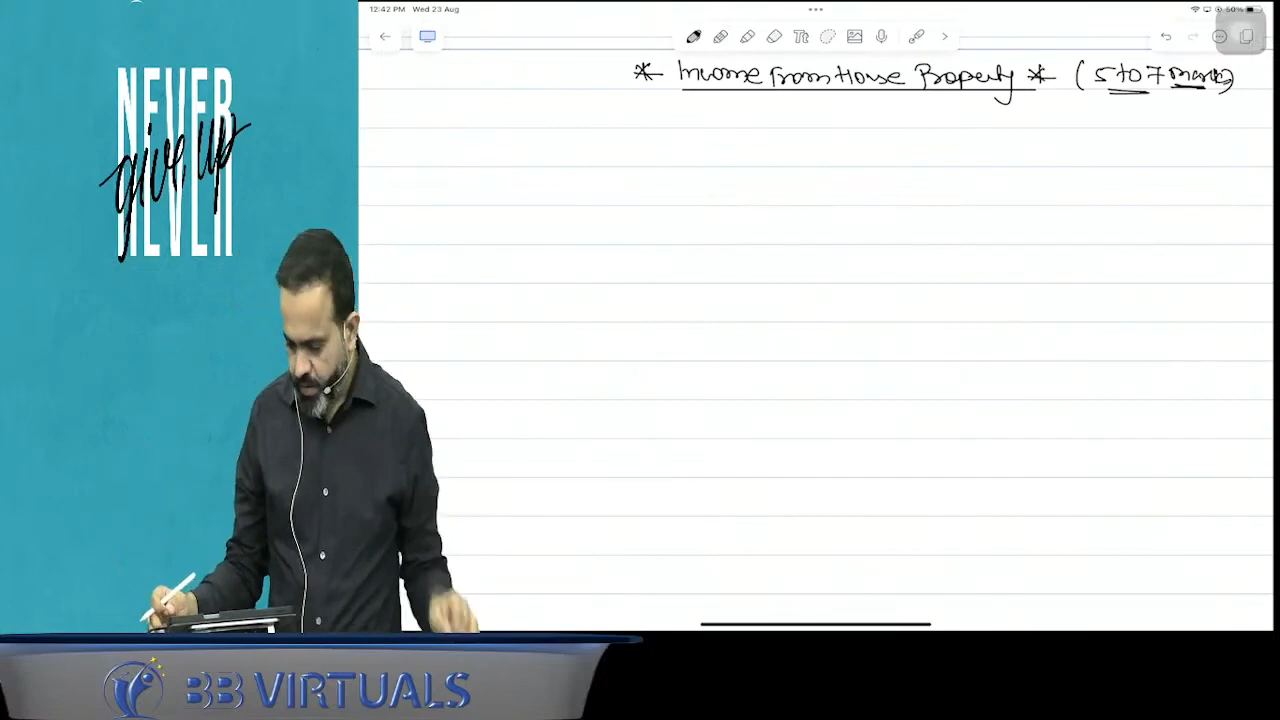 12:42 PM Wed 23 Aug
50%
* Income from House Property * (5 to 7 marks)
NEVER
give up
NEVER
BB VIRTUALS